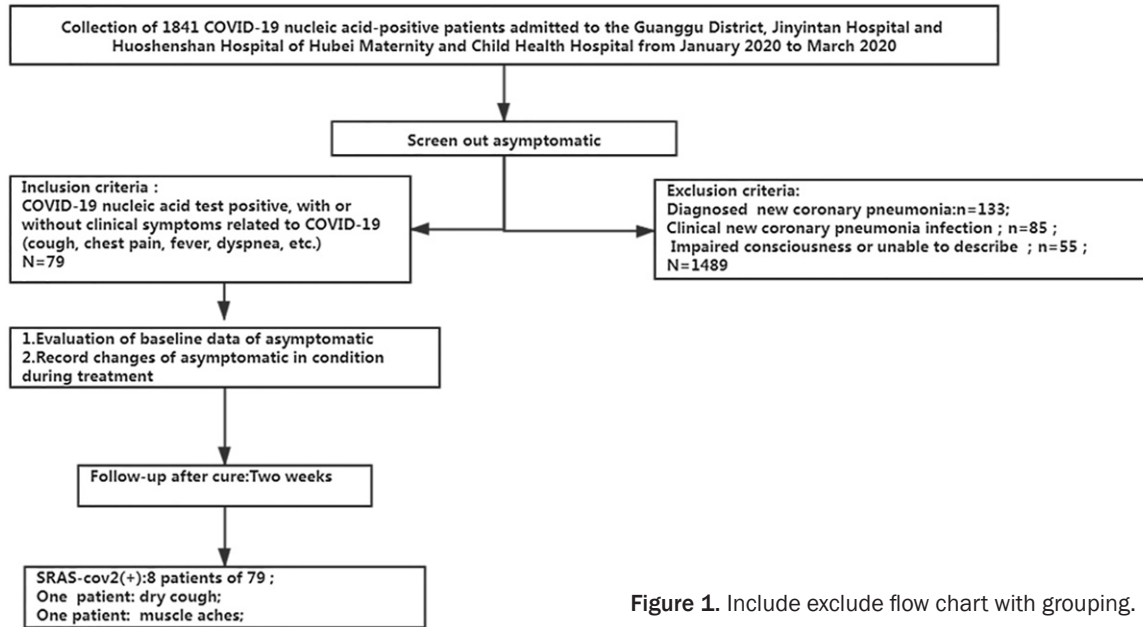 Collection of 1841 COVID-19 nucleic acid-positive patients admitted to the Guanggu District, Jinyintan Hospital and
Huoshenshan Hospital of Hubei Maternity and Child Health Hospital from January 2020 to March 2020
Screen out asymptomatic
Inclusion criteria :
COVID-19 nucleic acid test positive, with or
without clinical symptoms related to COVID-19
(cough, chest pain, fever, dyspnea, etc.)
N=79
Exclusion criteria:
Diagnosed new coronary pneumonia:n=133;
Clinical new coronary pneumonia infection ; n=85 ;
Impaired consciousness or unable to describe ; n=55 ;
N=1489
1.Evaluation of baseline data of asymptomatic
2.Record changes of asymptomatic in condition
during treatment
Follow-up after cure:Two weeks
SRAS-cov2(+):8 patients of 79 ;
One patient: dry cough;
One patient: muscle aches;
Figure 1. Include exclude flow chart with grouping.